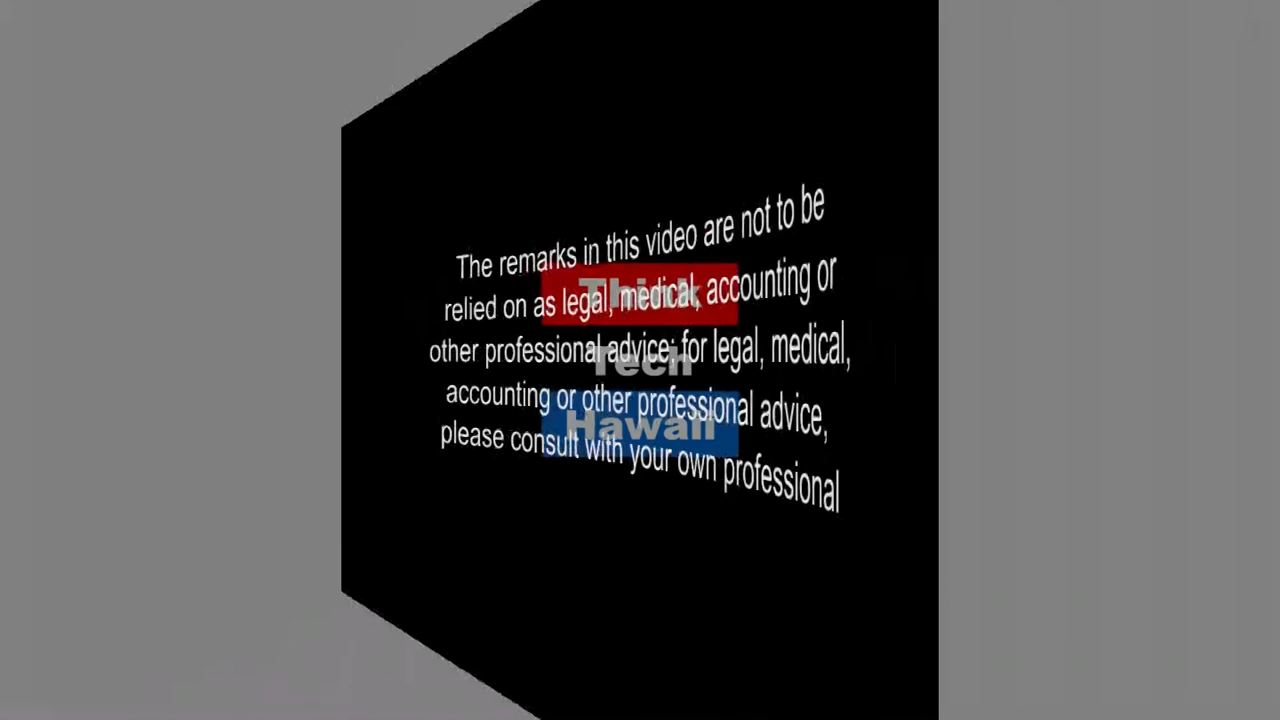 The remarks in this video are not to be
relied on as legal, medical, accounting or
other professional advice; for legal, medical,
accounting or other professional advice,
please consult with your own professional
Think
Tech
Hawaii